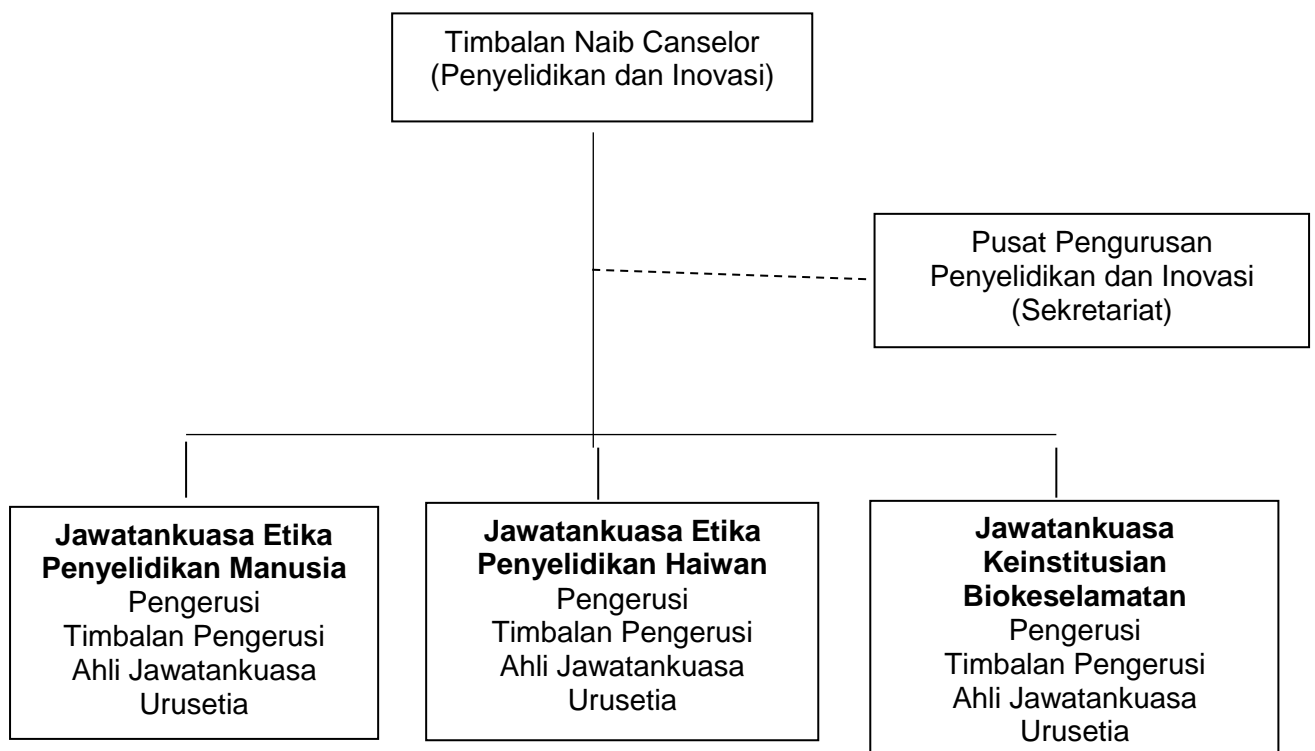 Timbalan Naib Canselor
(Penyelidikan dan Inovasi)
Pusat Pengurusan
Penyelidikan dan Inovasi
(Sekretariat)
Jawatankuasa Etika
Penyelidikan Manusia
Pengerusi
Timbalan Pengerusi
Ahli Jawatankuasa
Urusetia
Jawatankuasa Etika
Penyelidikan Haiwan
Pengerusi
Timbalan Pengerusi
Ahli Jawatankuasa
Urusetia
Jawatankuasa
Keinstitusian
Biokeselamatan
Pengerusi
Timbalan Pengerusi
Ahli Jawatankuasa
Urusetia